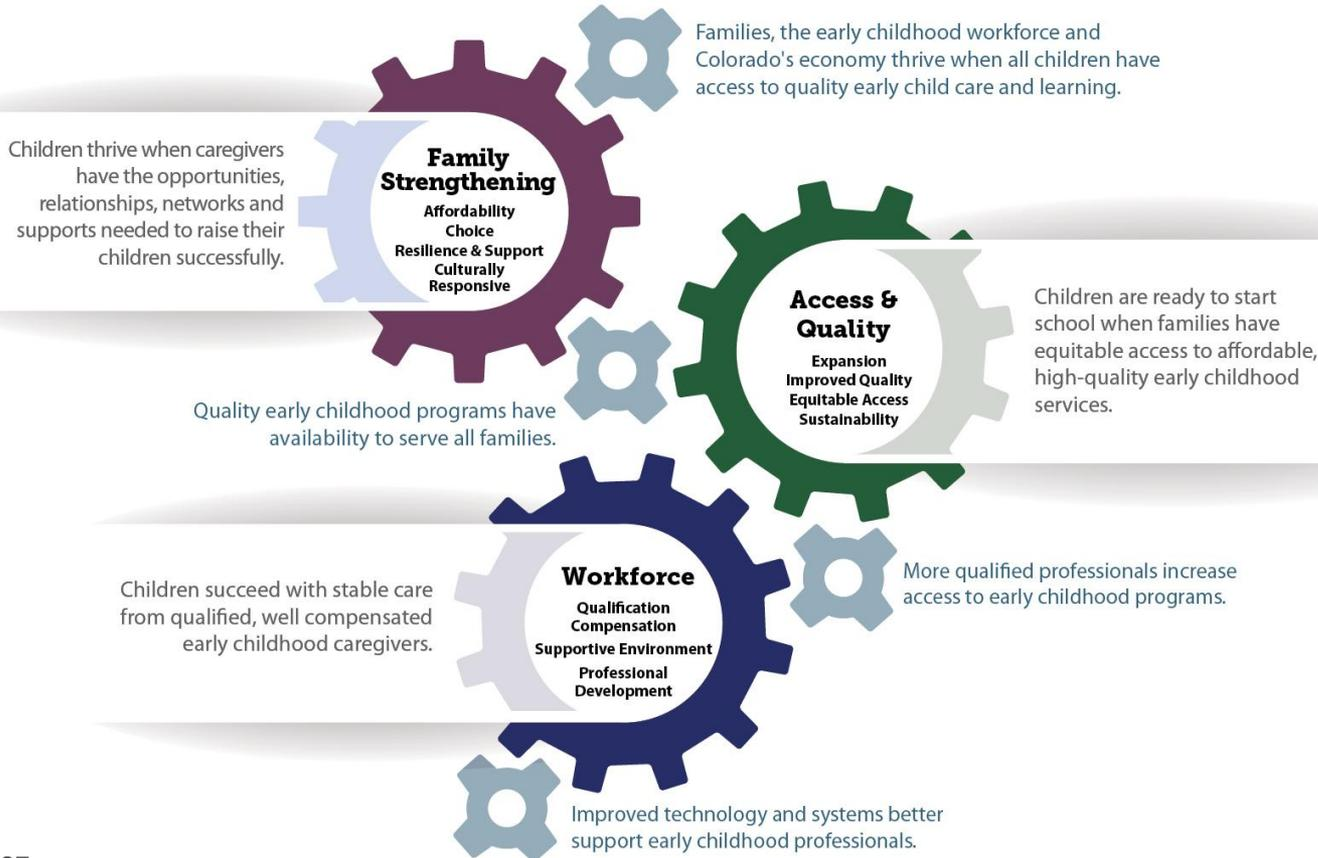 Families, the early childhood workforce and
Colorado's economy thrive when all children have
access to quality early child care and learning.
Children thrive when caregivers
have the opportunities,
relationships, networks and
supports needed to raise their
children successfully.
Family
Strengthening
Affordability
Choice
Resilience & Support
Culturally
Responsive
Access &
Quality
Expansion
Improved Quality
Equitable Access
Sustainability
Children are ready to start
school when families have
equitable access to affordable,
high-quality early childhood
services.
Quality early childhood programs have
availability to serve all families.
Workforce
Qualification
Compensation
Supportive Environment
Professional
Development
Children succeed with stable care
from qualified, well compensated
early childhood caregivers.
More qualified professionals increase
access to early childhood programs.
Improved technology and systems better
support early childhood professionals.